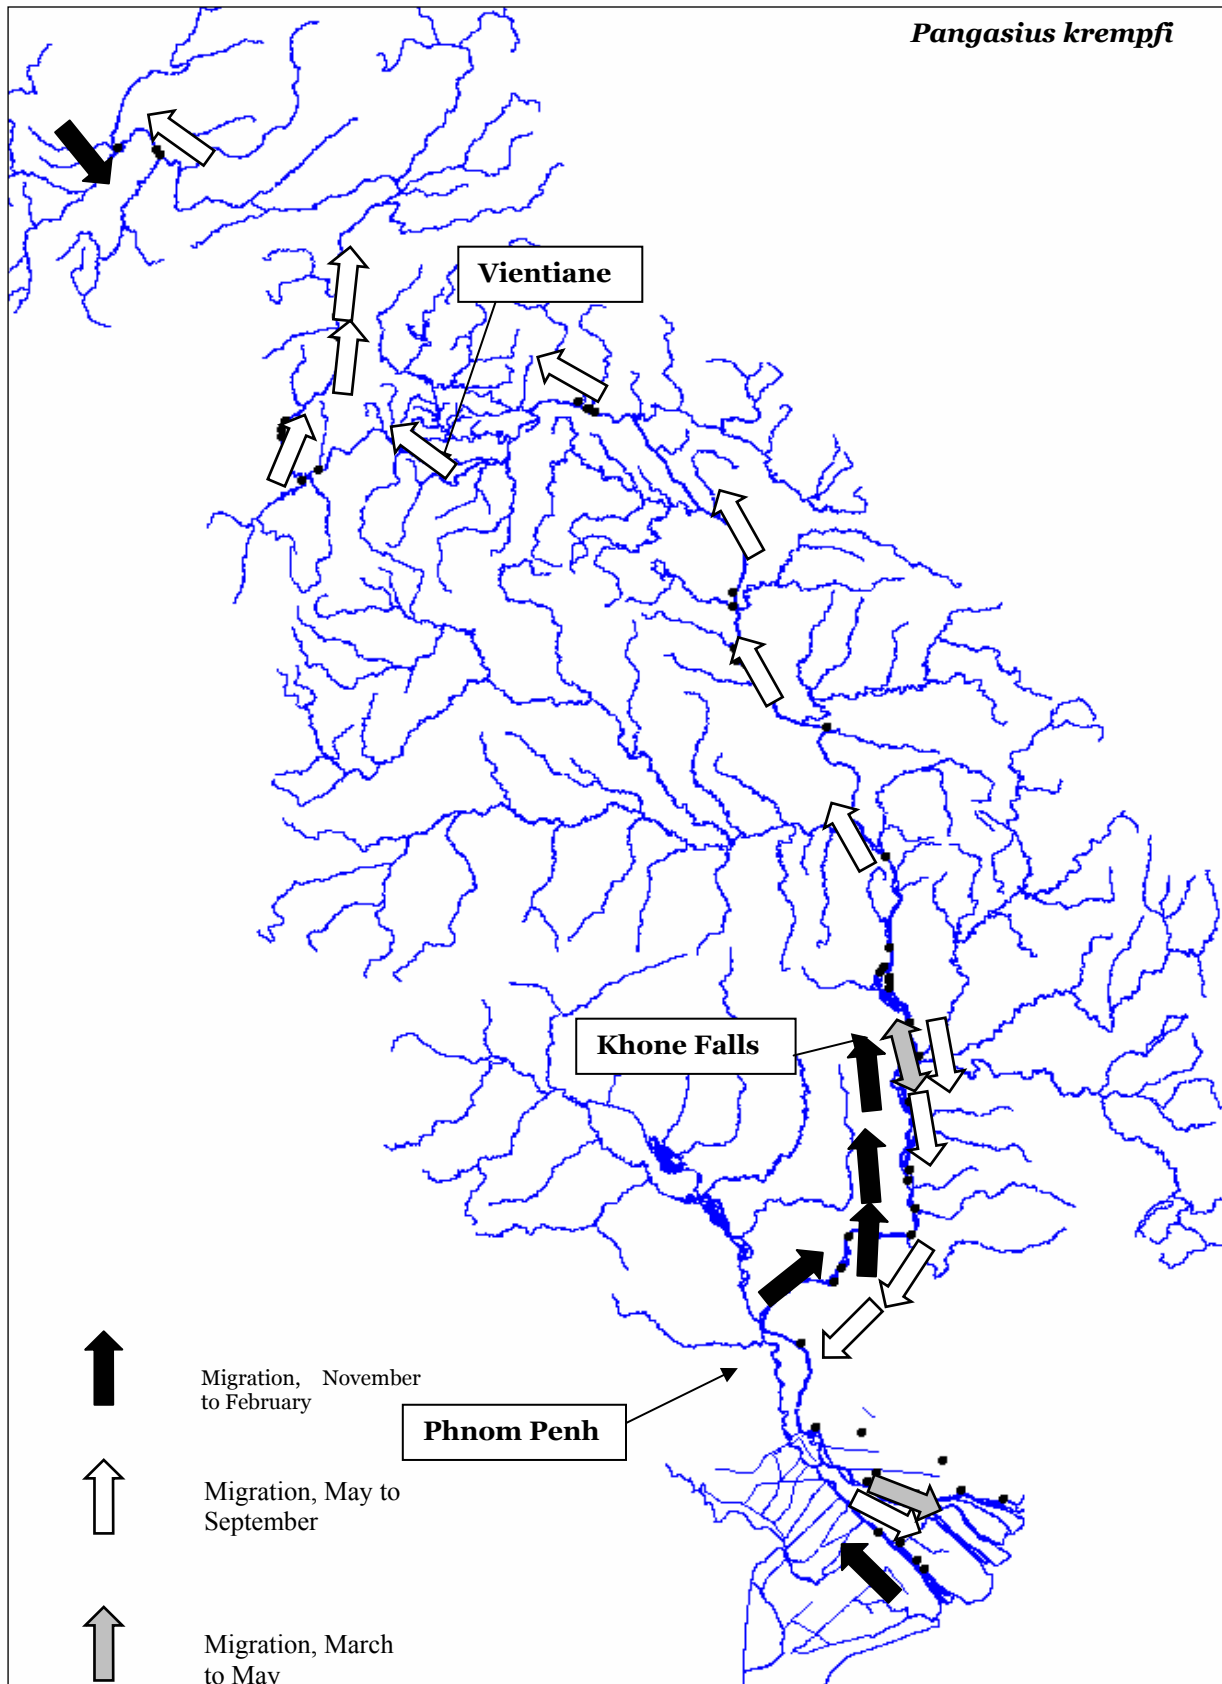 Pangasius krempfi
Vientiane
Khone Falls
Phnom Penh
Migration, November
to February
Migration, May to
September
Migration, March
to May